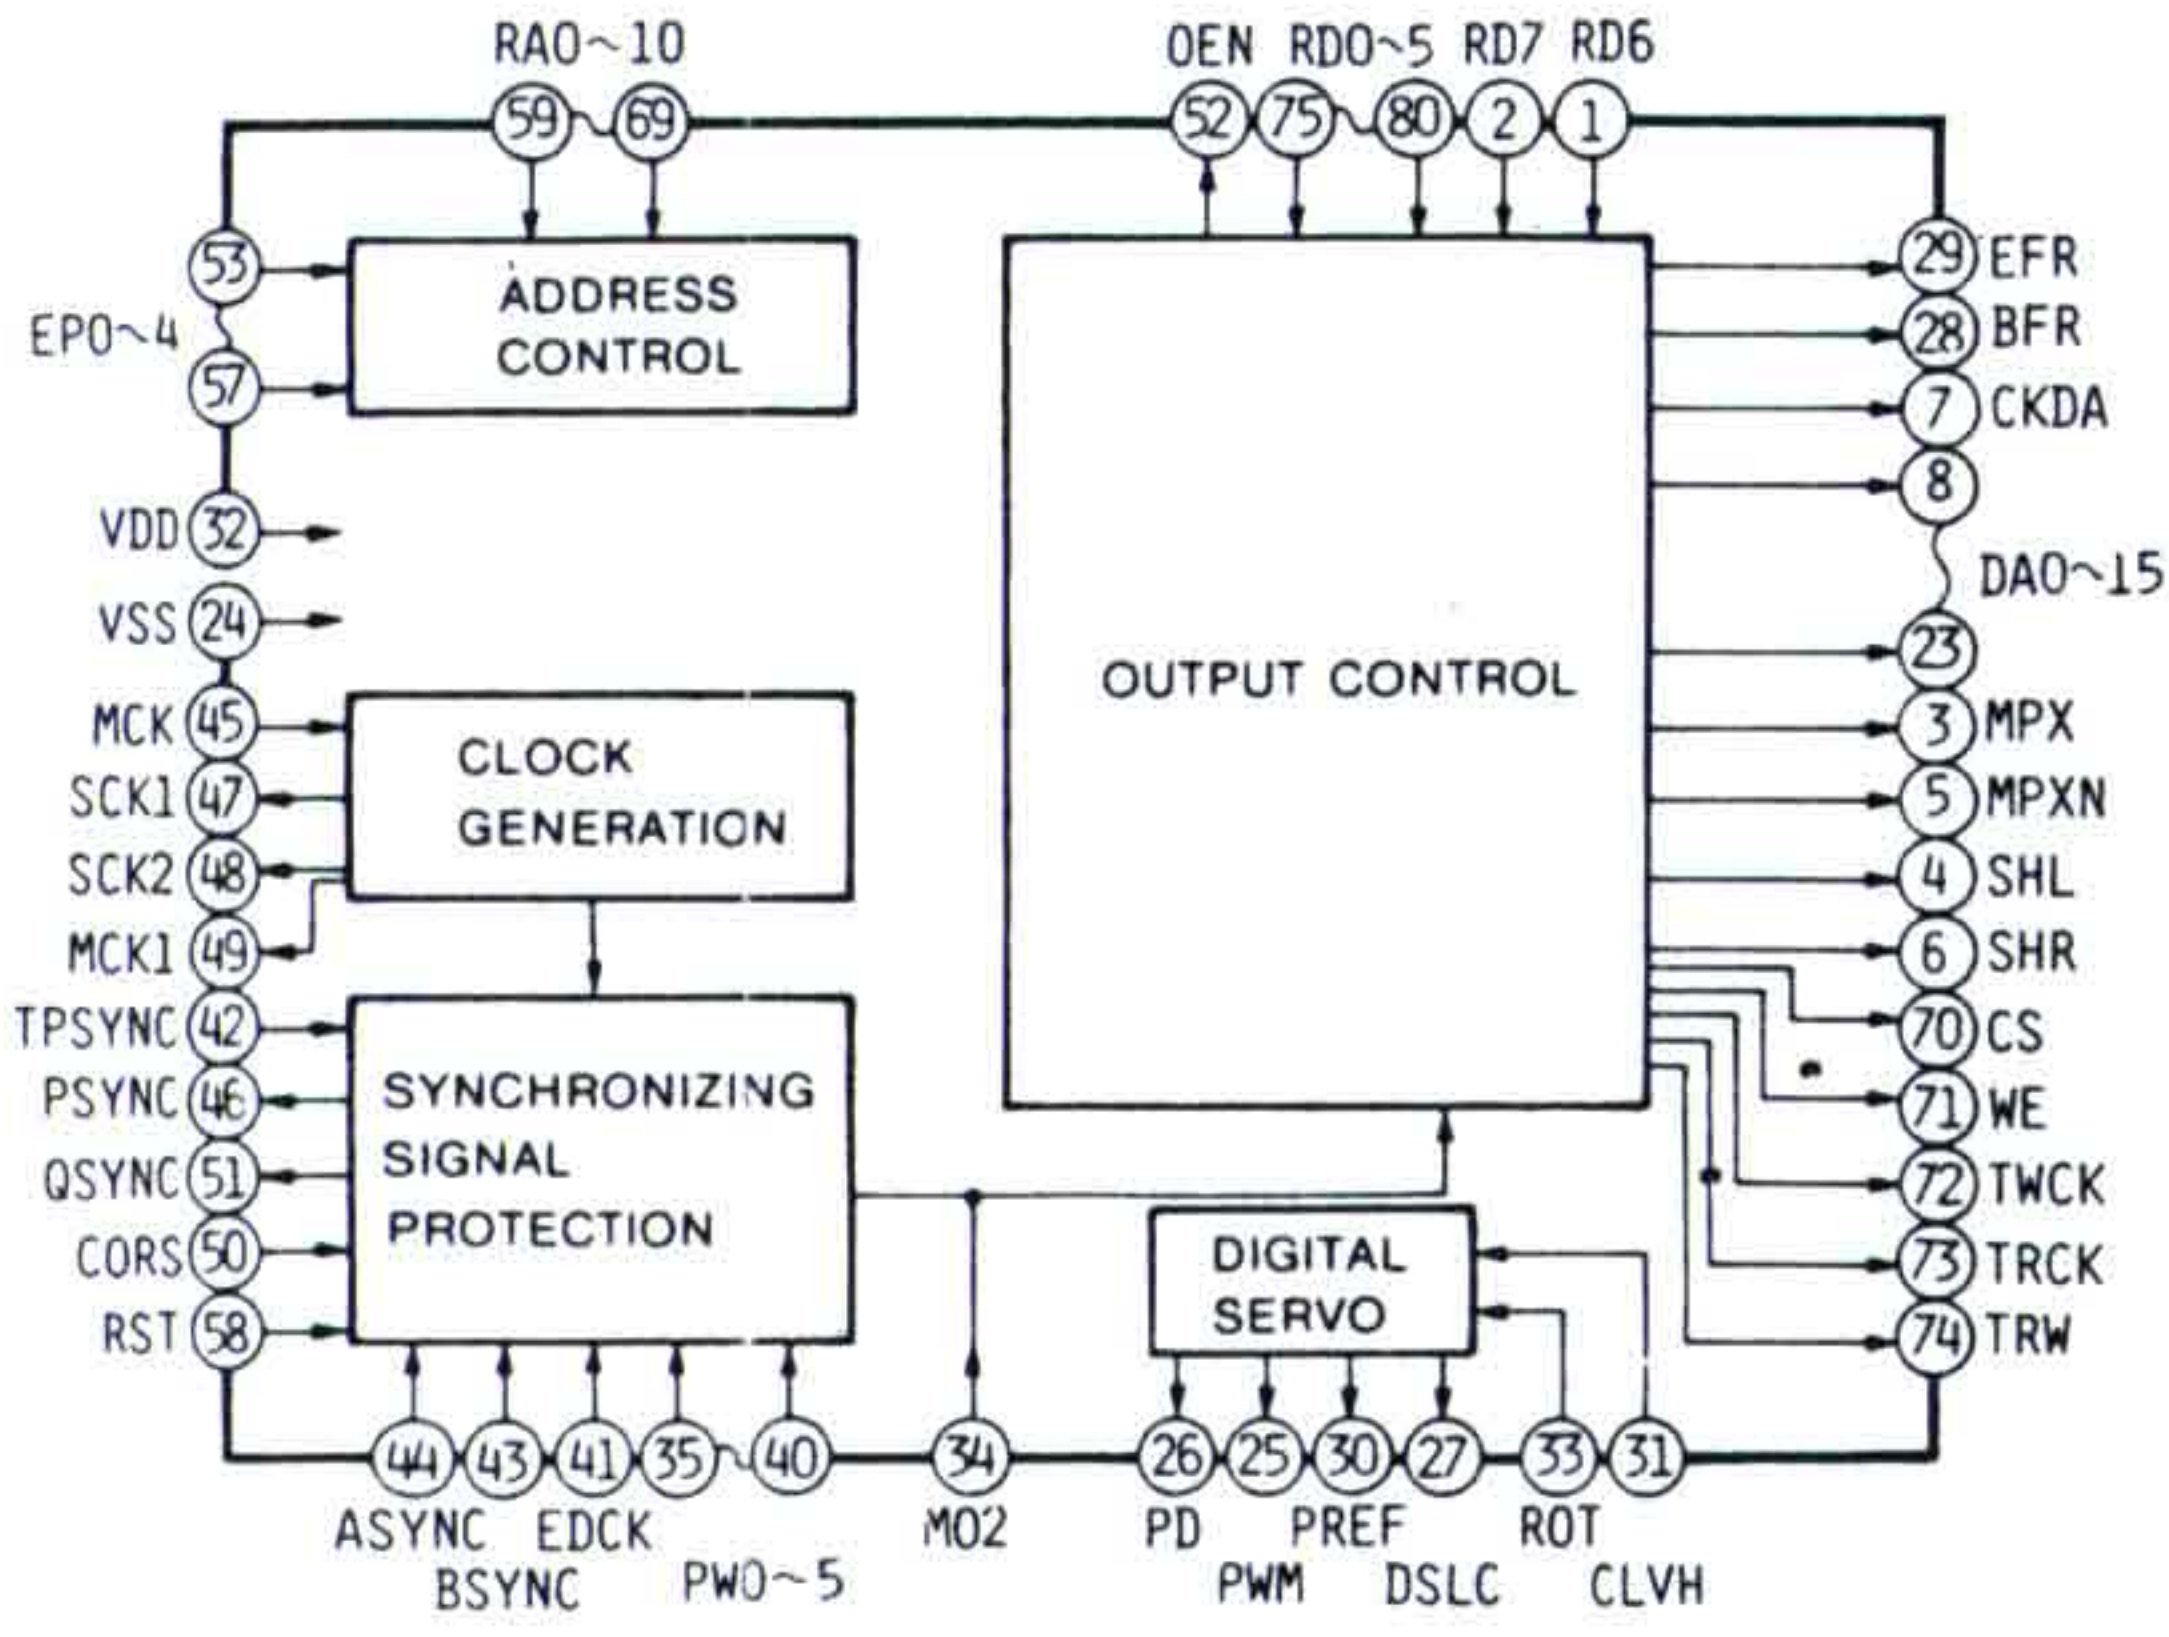 RA0~10
OEN RD0~5 RD7 RD6
59 69 52 75 80 2 1
53
EP0~4
57
ADDRESS
CONTROL
VDD 32
VSS 24
MCK 45
SCK1 47
SCK2 48
MCK1 49
CLOCK
GENERATION
TPSYNC 42
PSYNC 46
QSYNC 51
CORS 50
RST 58
SYNCHRONIZING
SIGNAL
PROTECTION
OUTPUT CONTROL
29 EFR
28 BFR
7 CKDA
8
DA0~15
23
3 MPX
5 MPXN
4 SHL
6 SHR
70 CS
71 WE
72 TWCK
73 TRCK
74 TRW
DIGITAL
SERVO
44 43 41 35 40 34 26 25 30 27 33 31
ASYNC EDCK MO2 PD PREF ROT
BSYNC PW0~5 PWM DSLC CLVH